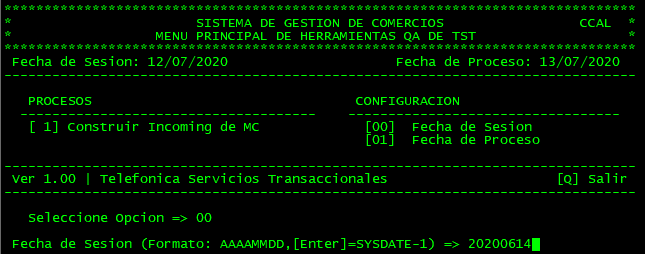 *******************************************************************************
* SISTEMA DE GESTION DE COMERCIOS CCAL *
* MENU PRINCIPAL DE HERRAMIENTAS QA DE TST *
*******************************************************************************
Fecha de Sesion: 12/07/2020 Fecha de Proceso: 13/07/2020
-------------------------------------------------------------------------------
PROCESOS CONFIGURACION
------------------------------------- ----------------------------------
[ 1] Construir Incoming de MC [00] Fecha de Sesion
[01] Fecha de Proceso
-------------------------------------------------------------------------------
Ver 1.00 | Telefonica Servicios Transaccionales [Q] Salir
-------------------------------------------------------------------------------
Seleccione Opcion => 00
Fecha de Sesion (Formato: AAAAMMDD,[Enter]=SYSDATE-1) => 20200614